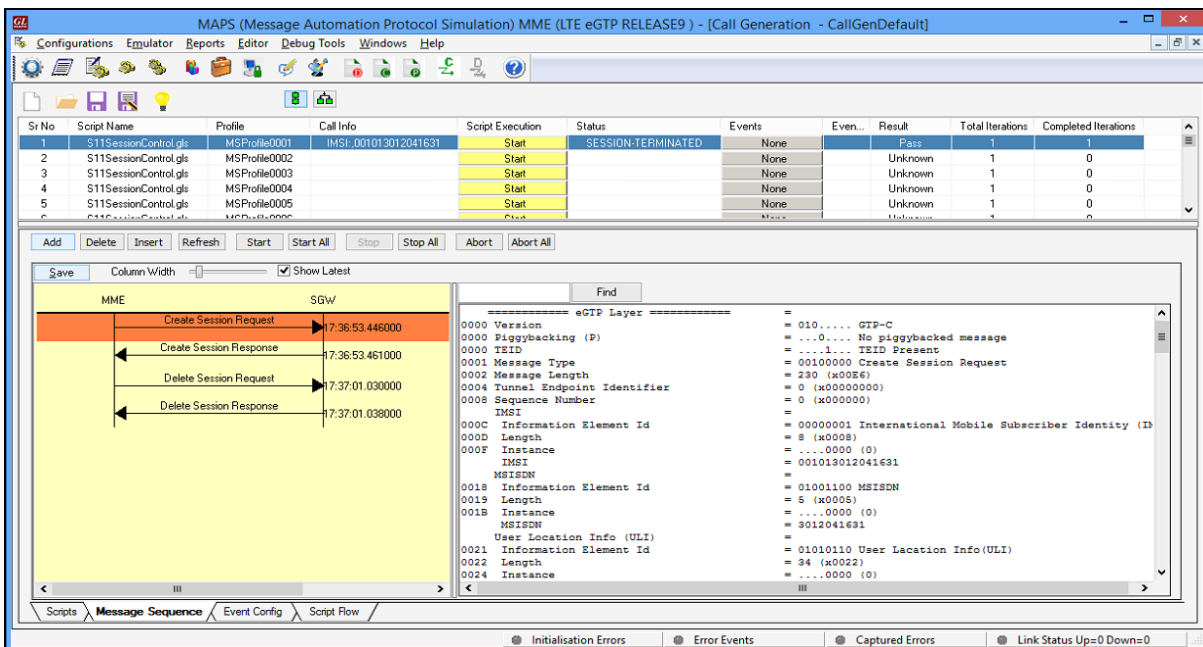 GL
MAPS (Message Automation Protocol Simulation) MME (LTE eGTP RELEASE9 ) - [Call Generation - CallGenDefault]
Configurations Emulator Reports Editor Debug Tools Windows Help
Sr No Script Name Profile Call Info Script Execution Status Events Even... Result Total Iterations Completed Iterations
1 S11SessionControl.gls MSProfile0001 IMSI:,001013012041631 Start SESSION-TERMINATED None Pass 1 1
2 S11SessionControl.gls MSProfile0002 Start None Unknown 1 0
3 S11SessionControl.gls MSProfile0003 Start None Unknown 1 0
4 S11SessionControl.gls MSProfile0004 Start None Unknown 1 0
5 S11SessionControl.gls MSProfile0005 Start None Unknown 1 0
Add Delete Insert Refresh Start Start All Stop Stop All Abort Abort All
Save Column Width Show Latest
Find
MME SGW
Create Session Request 17:36:53.446000
Create Session Response 17:36:53.461000
Delete Session Request 17:37:01.030000
Delete Session Response 17:37:01.038000
============ eGTP Layer ============ =
0000 Version = 010..... GTP-C
0000 Piggybacking (P) = ...0.... No piggybacked message
0000 TEID = ....1... TEID Present
0001 Message Type = 00100000 Create Session Request
0002 Message Length = 230 (x00E6)
0004 Tunnel Endpoint Identifier = 0 (x00000000)
0008 Sequence Number = 0 (x000000)
IMSI =
000C Information Element Id = 00000001 International Mobile Subscriber Identity (IM
000D Length = 8 (x0008)
000F Instance = ....0000 (0)
IMSI = 001013012041631
MSISDN =
0018 Information Element Id = 01001100 MSISDN
0019 Length = 5 (x0005)
001B Instance = ....0000 (0)
MSISDN = 3012041631
User Location Info (ULI) =
0021 Information Element Id = 01010110 User Lacation Info(ULI)
0022 Length = 34 (x0022)
0024 Instance = ....0000 (0)
Scripts Message Sequence Event Config Script Flow
Initialisation Errors Error Events Captured Errors Link Status Up=0 Down=0